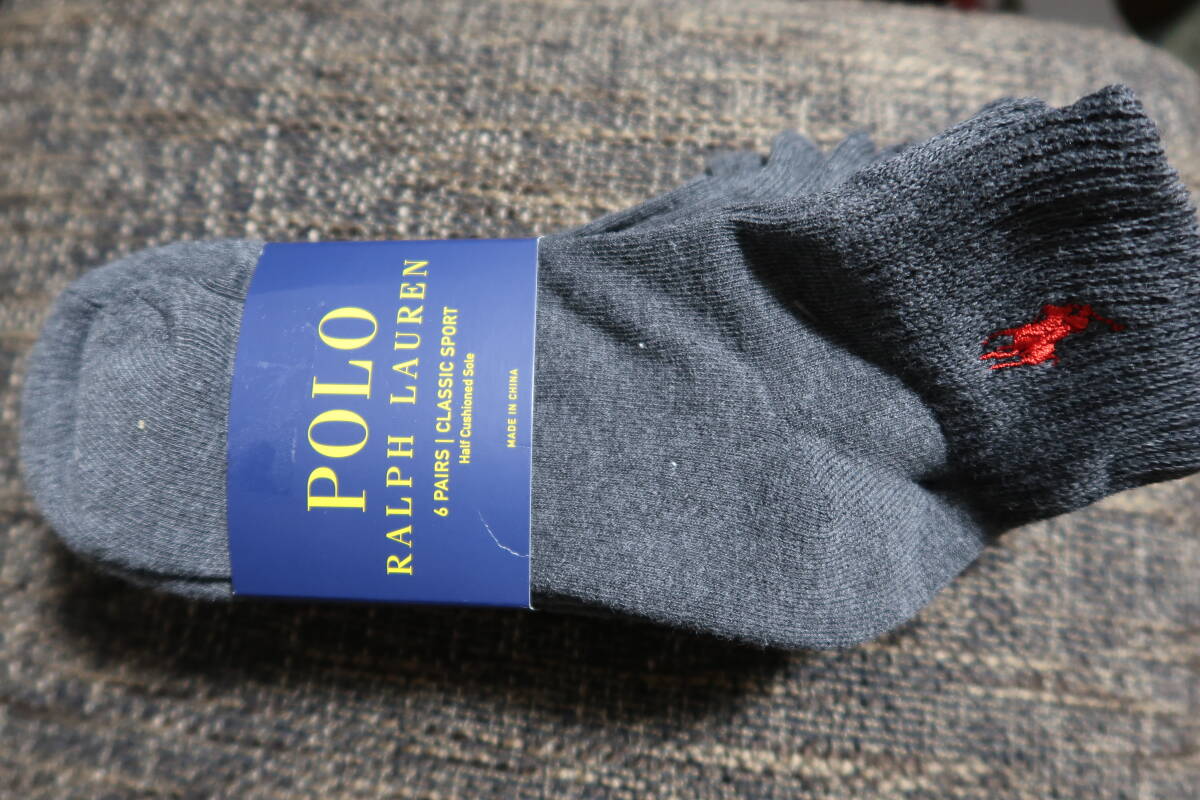 POLO
RALPH LAUREN
6 PAIRS | CLASSIC SPORT
Half Cushioned Sole
MADE IN CHINA